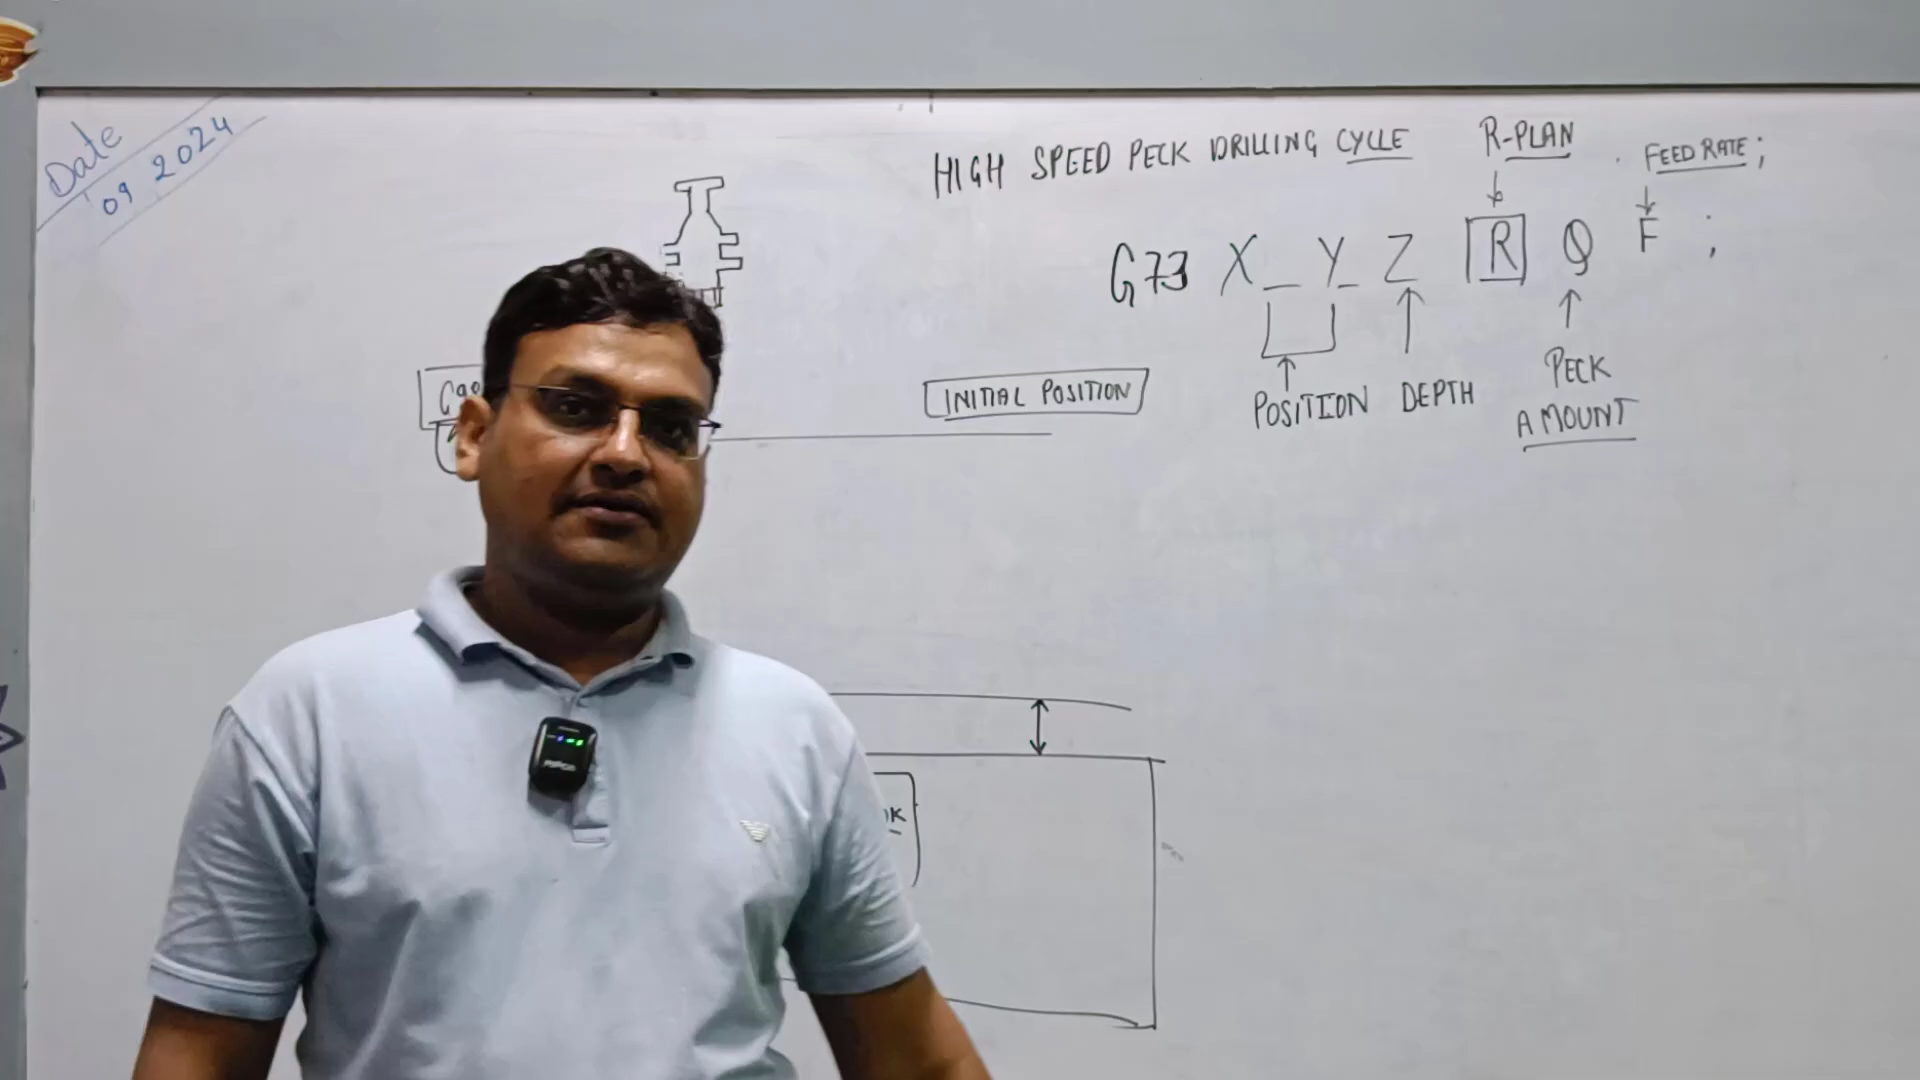 Date
09 2024
HIGH SPEED PECK DRILLING CYCLE
R-PLAN
FEED RATE ;
G73 X_ Y_ Z R Q F ;
POSITION
DEPTH
PECK
AMOUNT
INITIAL POSITION